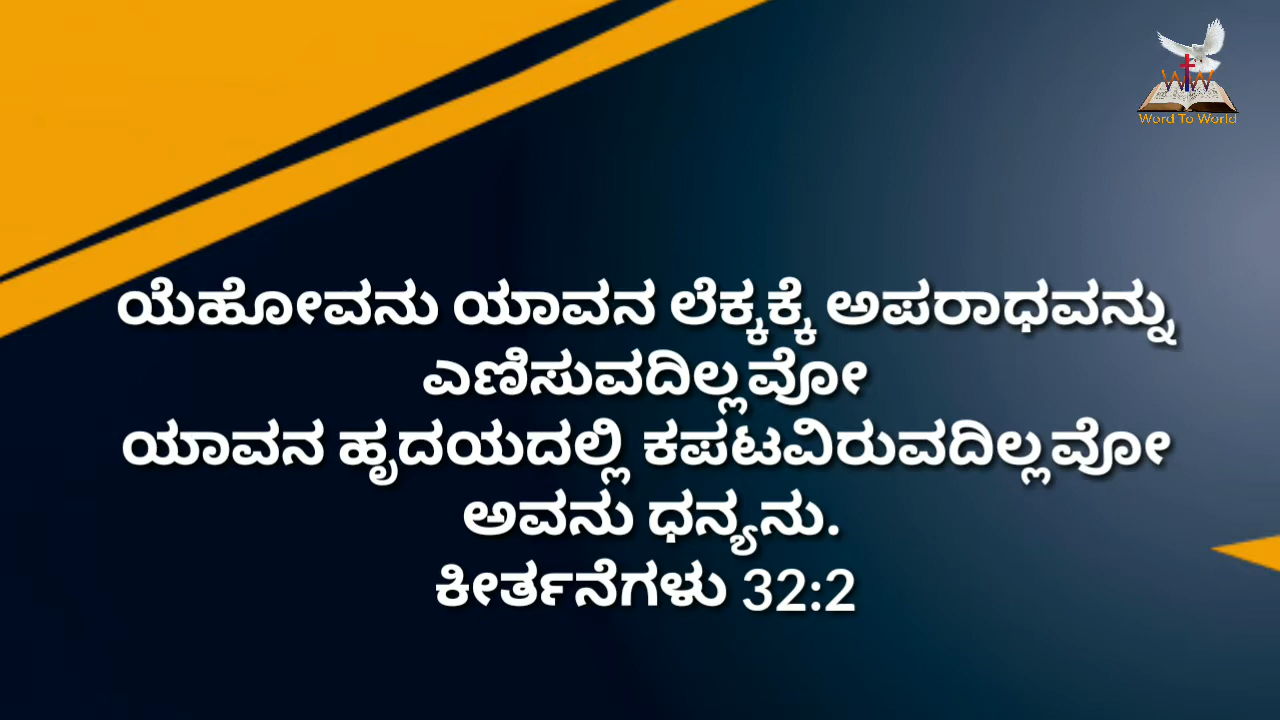 WTW
Word To World
ಯೆಹೋವನು ಯಾವನ ಲೆಕ್ಕಕ್ಕೆ ಅಪರಾಧವನ್ನು
ಎಣಿಸುವದಿಲ್ಲವೋ
ಯಾವನ ಹೃದಯದಲ್ಲಿ ಕಪಟವಿರುವದಿಲ್ಲವೋ
ಅವನು ಧನ್ಯನು.
ಕೀರ್ತನೆಗಳು 32:2